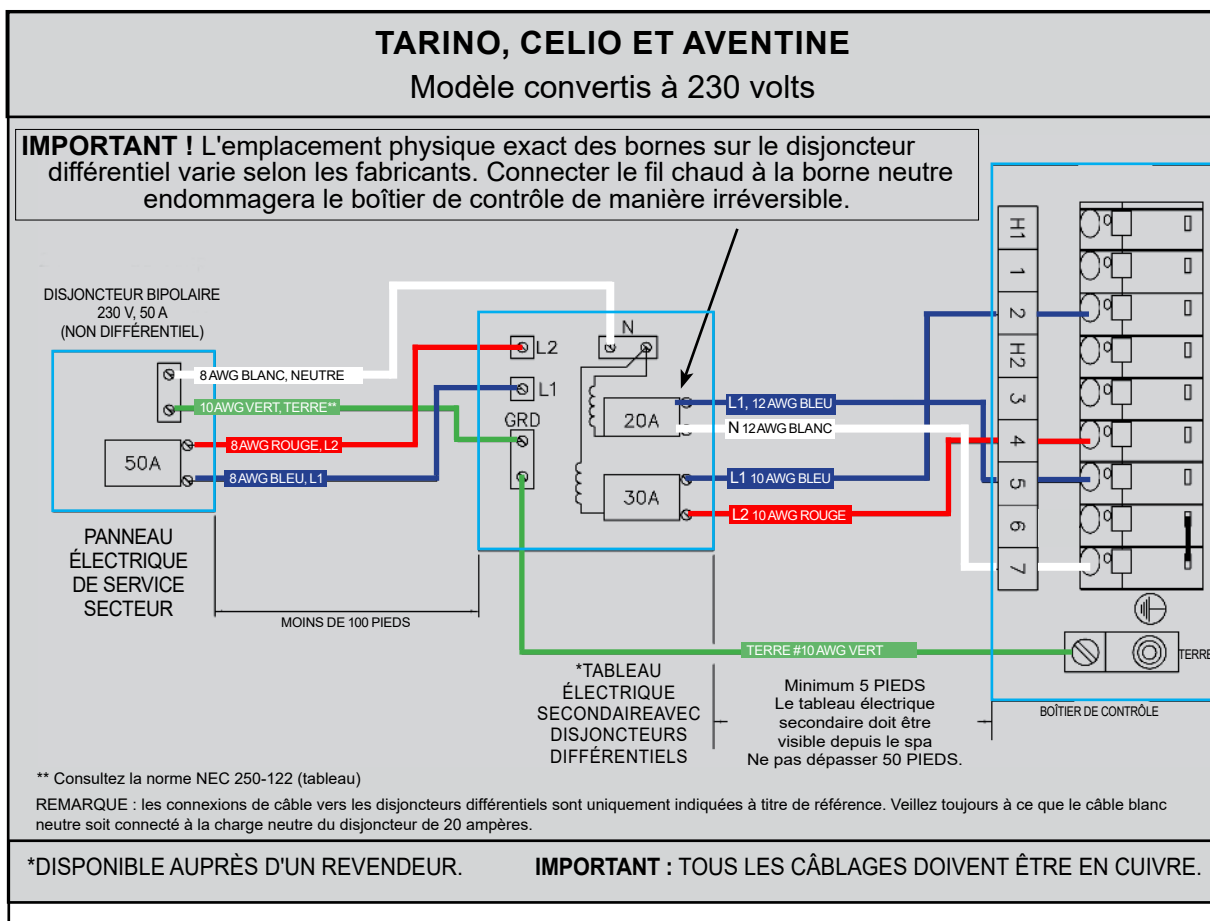 TARINO, CELIO ET AVENTINE
Modèle convertis à 230 volts
IMPORTANT ! L'emplacement physique exact des bornes sur le disjoncteur
différentiel varie selon les fabricants. Connecter le fil chaud à la borne neutre
endommagera le boîtier de contrôle de manière irréversible.
DISJONCTEUR BIPOLAIRE
230 V, 50 A
(NON DIFFÉRENTIEL)
8 AWG BLANC, NEUTRE
10 AWG VERT, TERRE**
8 AWG ROUGE, L2
8 AWG BLEU, L1
50A
PANNEAU
ÉLECTRIQUE
DE SERVICE
SECTEUR
MOINS DE 100 PIEDS
L2
L1
GRD
N
20A
30A
L1, 12 AWG BLEU
N 12 AWG BLANC
L1 10 AWG BLEU
L2 10 AWG ROUGE
TERRE #10 AWG VERT
*TABLEAU
ÉLECTRIQUE
SECONDAIREAVEC
DISJONCTEURS
DIFFÉRENTIELS
Minimum 5 PIEDS
Le tableau électrique
secondaire doit être
visible depuis le spa
Ne pas dépasser 50 PIEDS.
H1
1
2
H2
3
4
5
6
7
TERRE
BOÎTIER DE CONTRÔLE
** Consultez la norme NEC 250-122 (tableau)
REMARQUE : les connexions de câble vers les disjoncteurs différentiels sont uniquement indiquées à titre de référence. Veillez toujours à ce que le câble blanc
neutre soit connecté à la charge neutre du disjoncteur de 20 ampères.
*DISPONIBLE AUPRÈS D'UN REVENDEUR.
IMPORTANT : TOUS LES CÂBLAGES DOIVENT ÊTRE EN CUIVRE.